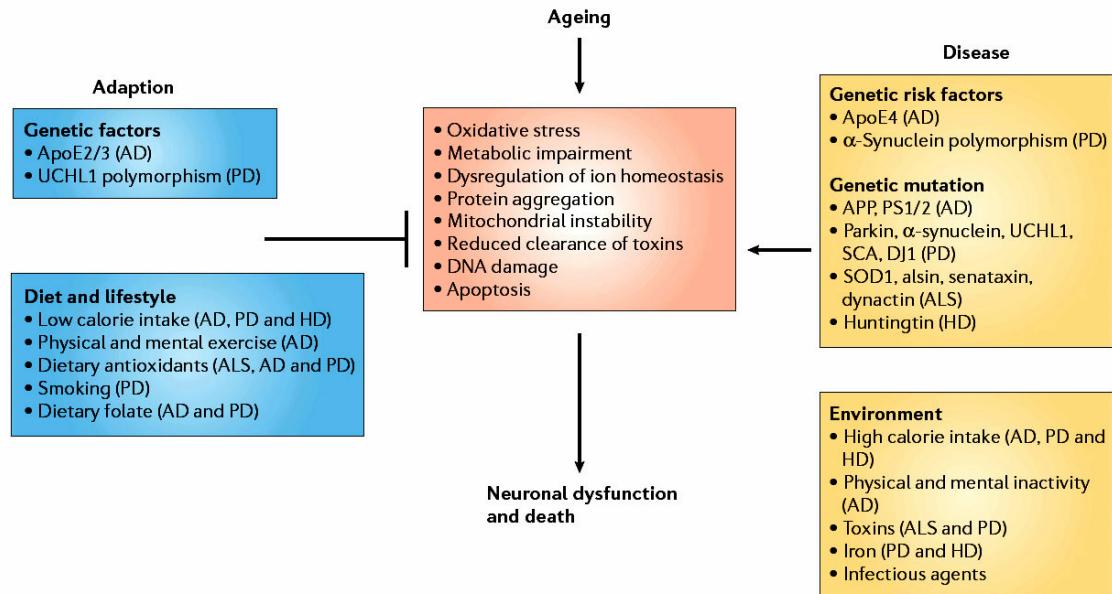 Ageing
Adaption
Genetic factors
• ApoE2/3 (AD)
• UCHL1 polymorphism (PD)
Diet and lifestyle
• Low calorie intake (AD, PD and HD)
• Physical and mental exercise (AD)
• Dietary antioxidants (ALS, AD and PD)
• Smoking (PD)
• Dietary folate (AD and PD)
• Oxidative stress
• Metabolic impairment
• Dysregulation of ion homeostasis
• Protein aggregation
• Mitochondrial instability
• Reduced clearance of toxins
• DNA damage
• Apoptosis
Neuronal dysfunction
and death
Disease
Genetic risk factors
• ApoE4 (AD)
• α-Synuclein polymorphism (PD)
Genetic mutation
• APP, PS1/2 (AD)
• Parkin, α-synuclein, UCHL1,
SCA, DJ1 (PD)
• SOD1, alsin, senataxin,
dynactin (ALS)
• Huntingtin (HD)
Environment
• High calorie intake (AD, PD and
HD)
• Physical and mental inactivity
(AD)
• Toxins (ALS and PD)
• Iron (PD and HD)
• Infectious agents